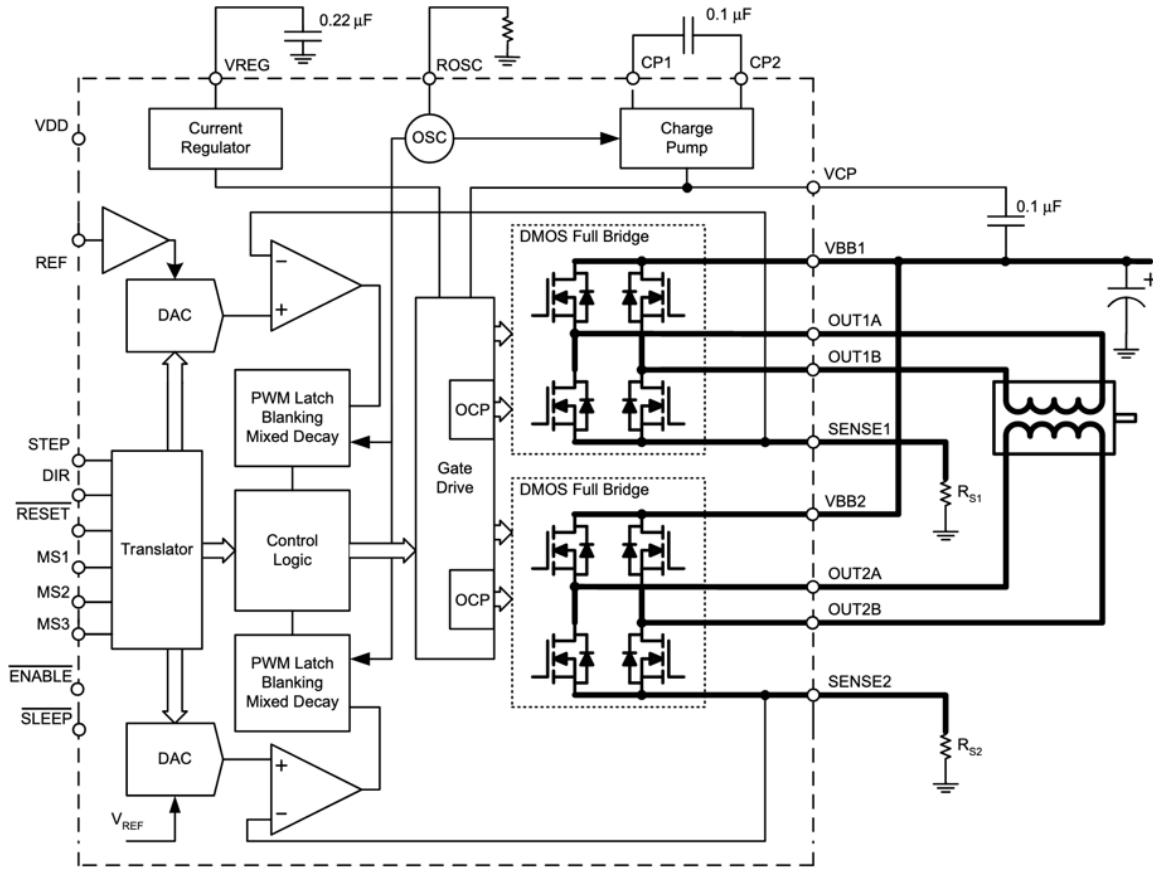 0.22 µF
0.1 µF
VREG
ROSC
CP1
CP2
VDD
Current
Regulator
OSC
Charge
Pump
VCP
0.1 µF
REF
DMOS Full Bridge
VBB1
+
−
+
DAC
OUT1A
OUT1B
PWM Latch
Blanking
Mixed Decay
OCP
SENSE1
STEP
DIR
RESET
MS1
MS2
MS3
ENABLE
SLEEP
Translator
Control
Logic
Gate
Drive
DMOS Full Bridge
RS1
VBB2
OUT2A
OCP
OUT2B
PWM Latch
Blanking
Mixed Decay
SENSE2
DAC
+
−
RS2
VREF